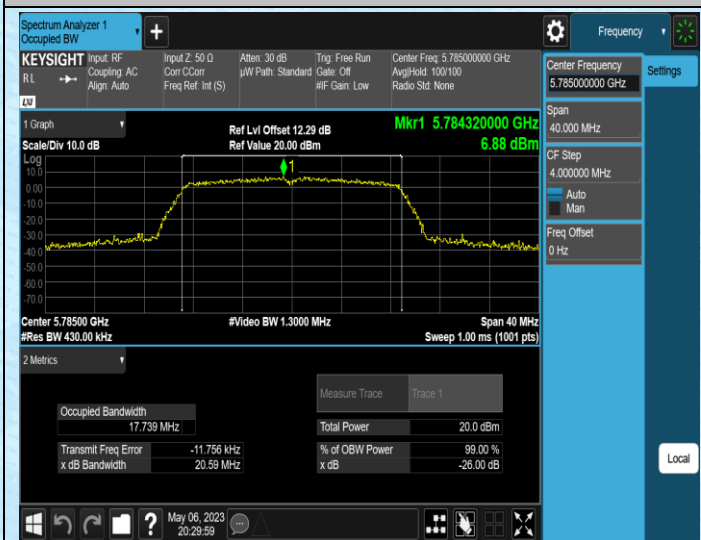 Spectrum Analyzer 1
Occupied BW
Frequency
KEYSIGHT
RL
LXI
Input: RF
Coupling: AC
Align: Auto
Input Z: 50 Ω
Corr CCorr
Freq Ref: Int (S)
Atten: 30 dB
µW Path: Standard
Trig: Free Run
Gate: Off
#IF Gain: Low
Center Freq: 5.785000000 GHz
Avg|Hold: 100/100
Radio Std: None
Center Frequency
5.785000000 GHz
Settings
Span
40.000 MHz
CF Step
4.000000 MHz
Auto
Man
Freq Offset
0 Hz
1 Graph
Scale/Div 10.0 dB
Ref Lvl Offset 12.29 dB
Ref Value 20.00 dBm
Mkr1 5.784320000 GHz
6.88 dBm
Log
10.0
0.00
-10.0
-20.0
-30.0
-40.0
-50.0
-60.0
-70.0
1
Center 5.78500 GHz
#Res BW 430.00 kHz
#Video BW 1.3000 MHz
Span 40 MHz
Sweep 1.00 ms (1001 pts)
2 Metrics
Measure Trace Trace 1
Occupied Bandwidth
17.739 MHz
Total Power 20.0 dBm
Transmit Freq Error -11.756 kHz
% of OBW Power 99.00 %
x dB Bandwidth 20.59 MHz
x dB -26.00 dB
Local
?
May 06, 2023
20:29:59